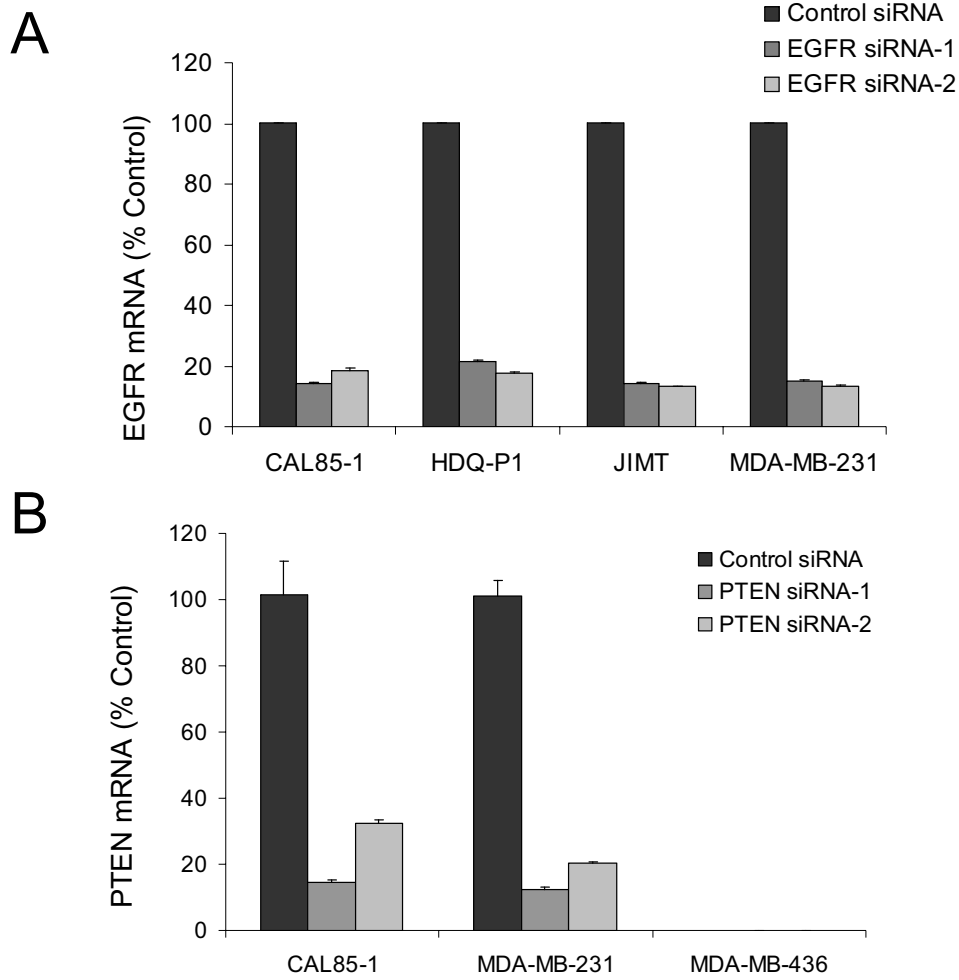 A
Control siRNA
EGFR siRNA-1
EGFR siRNA-2
EGFR mRNA (% Control)
120
100
80
60
40
20
0
CAL85-1 HDQ-P1 JIMT MDA-MB-231
B
Control siRNA
PTEN siRNA-1
PTEN siRNA-2
PTEN mRNA (% Control)
120
100
80
60
40
20
0
CAL85-1 MDA-MB-231 MDA-MB-436